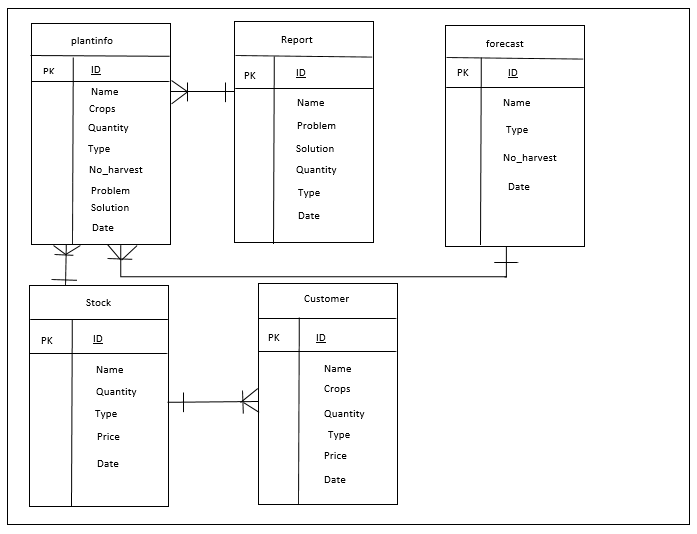 plantinfo
PK ID
Name
Crops
Quantity
Type
No_harvest
Problem
Solution
Date
Report
PK ID
Name
Problem
Solution
Quantity
Type
Date
forecast
PK ID
Name
Type
No_harvest
Date
Stock
PK ID
Name
Quantity
Type
Price
Date
Customer
PK ID
Name
Crops
Quantity
Type
Price
Date